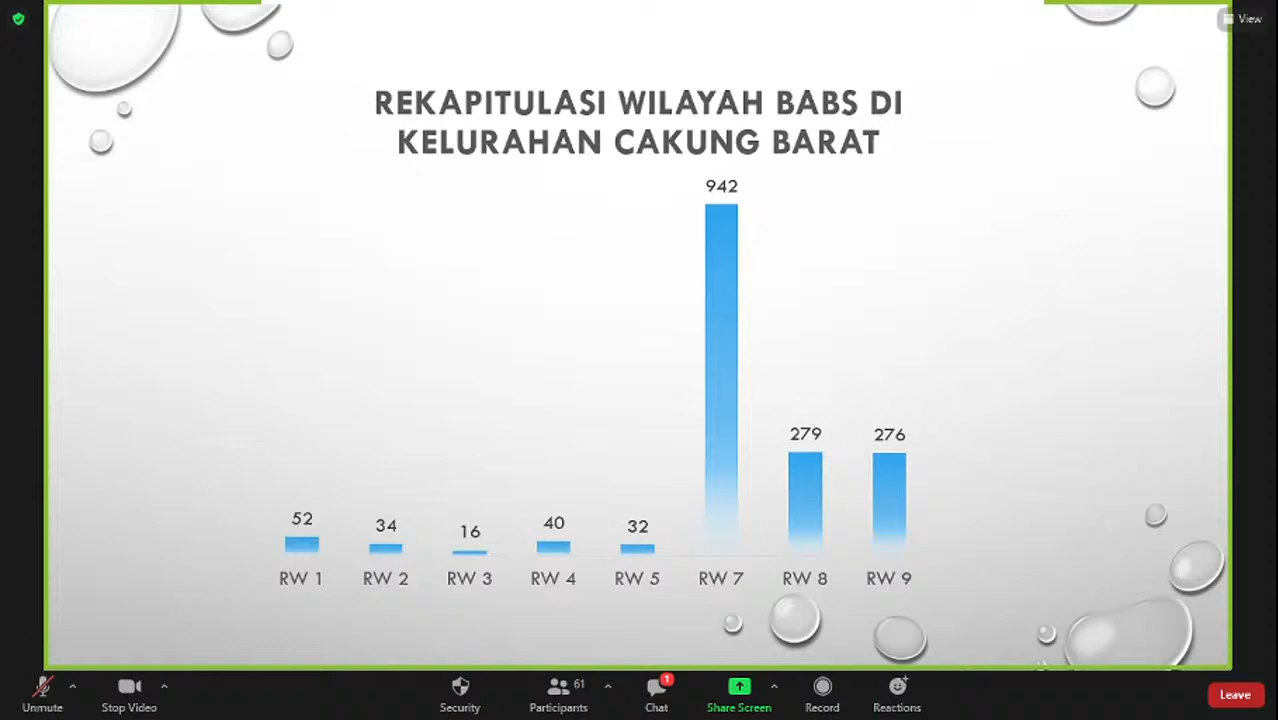 View
REKAPITULASI WILAYAH BABS DI
KELURAHAN CAKUNG BARAT
942
279
276
52
34
16
40
32
RW 1
RW 2
RW 3
RW 4
RW 5
RW 7
RW 8
RW 9
61
1
Unmute
Stop Video
Security
Participants
Chat
Share Screen
Record
Reactions
Leave